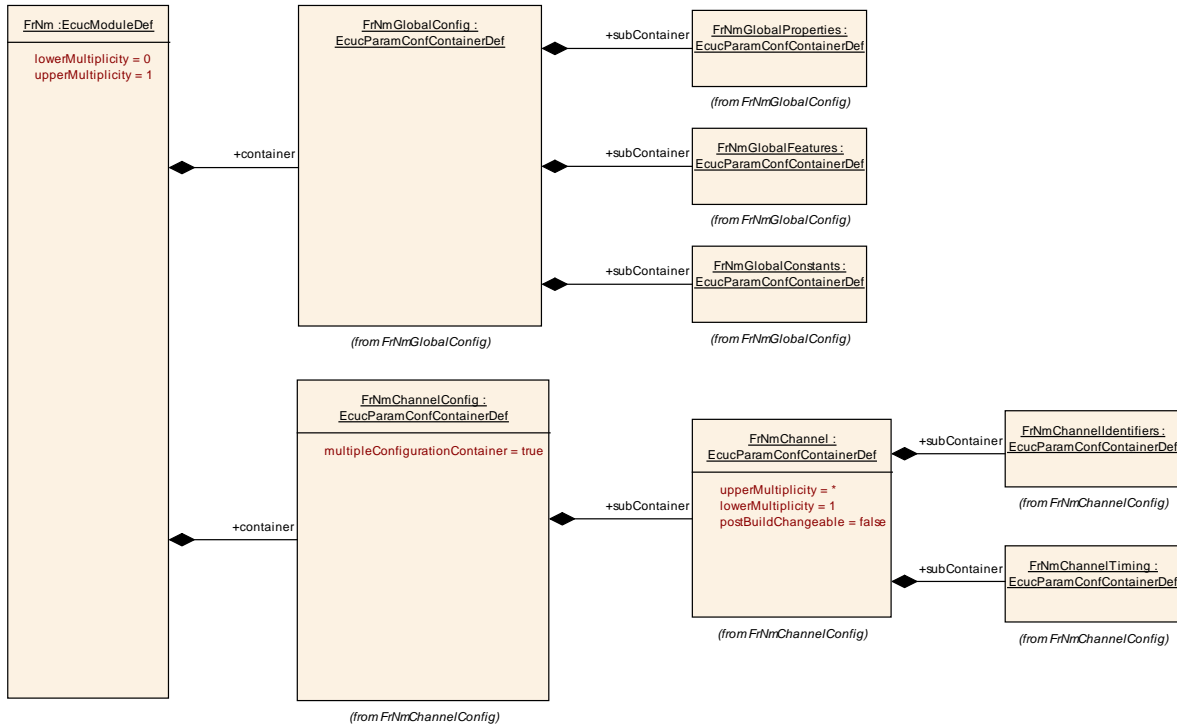 FrNm :EcucModuleDef
lowerMultiplicity = 0
upperMultiplicity = 1
+container
FrNmGlobalConfig :
EcucParamConfContainerDef
(from FrNmGlobalConfig)
+subContainer
FrNmGlobalProperties :
EcucParamConfContainerDef
(from FrNmGlobalConfig)
+subContainer
FrNmGlobalFeatures :
EcucParamConfContainerDef
(from FrNmGlobalConfig)
+subContainer
FrNmGlobalConstants :
EcucParamConfContainerDef
(from FrNmGlobalConfig)
+container
FrNmChannelConfig :
EcucParamConfContainerDef
multipleConfigurationContainer = true
(from FrNmChannelConfig)
+subContainer
FrNmChannel :
EcucParamConfContainerDef
upperMultiplicity = *
lowerMultiplicity = 1
postBuildChangeable = false
(from FrNmChannelConfig)
+subContainer
FrNmChannelIdentifiers :
EcucParamConfContainerDef
(from FrNmChannelConfig)
+subContainer
FrNmChannelTiming :
EcucParamConfContainerDef
(from FrNmChannelConfig)